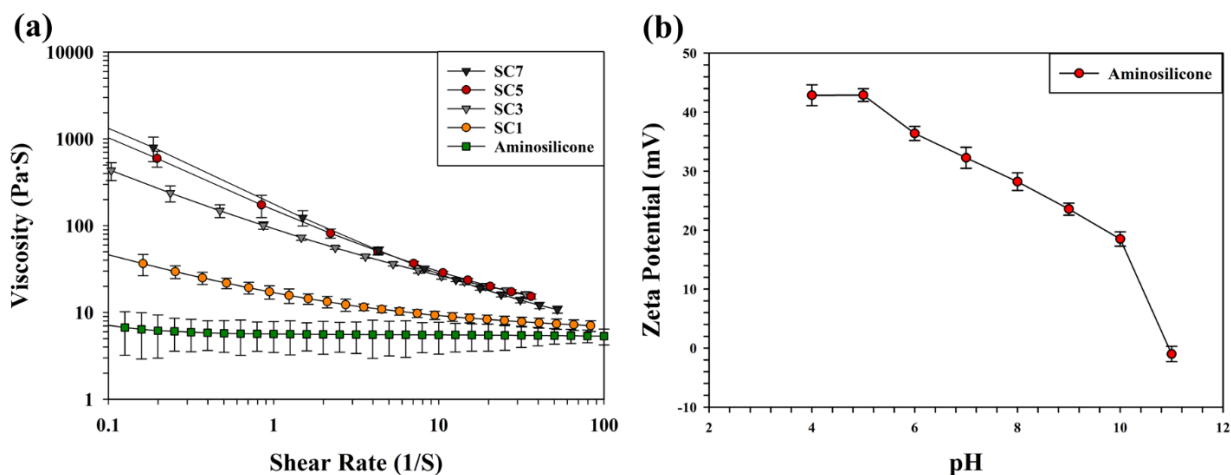 (a)
10000
1000
100
10
1
Viscosity (Pa·S)
SC7
SC5
SC3
SC1
Aminosilicone
0.1 1 10 100
Shear Rate (1/S)
(b)
50
40
30
20
10
0
-10
Zeta Potential (mV)
Aminosilicone
2 4 6 8 10 12
pH